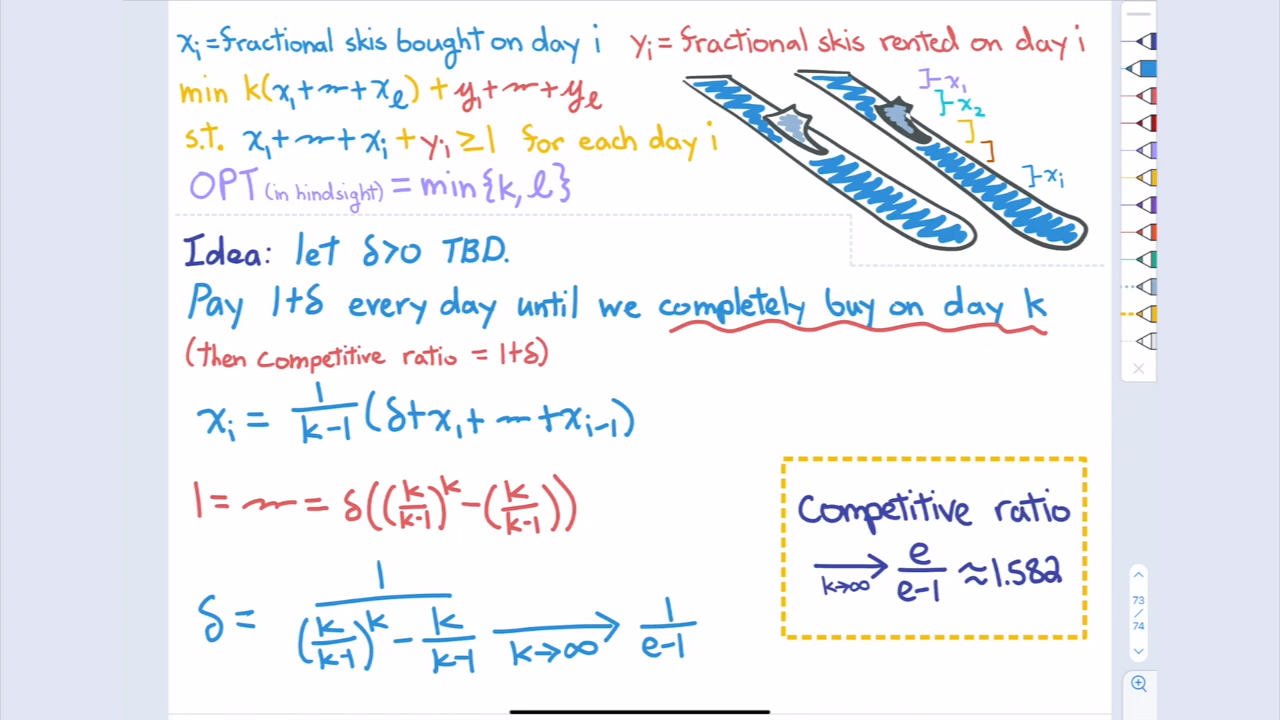 xᵢ = fractional skis bought on day i yᵢ = fractional skis rented on day i
min k(x₁+⋯+x_ℓ) + y₁+⋯+y_ℓ
s.t. x₁+⋯+xᵢ + yᵢ ≥ 1 for each day i
OPT (in hindsight) = min{k, ℓ}
x₁
x₂
xᵢ
Idea: let δ>0 TBD.
Pay 1+δ every day until we completely buy on day k
(then competitive ratio = 1+δ)
xᵢ = 1/(k-1) (δ+x₁+⋯+xᵢ₋₁)
1 = ⋯ = δ((k/(k-1))^k - (k/(k-1)))
δ = 1/((k/(k-1))^k - k/(k-1)) ⟶ k→∞ 1/(e-1)
Competitive ratio
⟶ k→∞ e/(e-1) ≈ 1.582
73
/
74